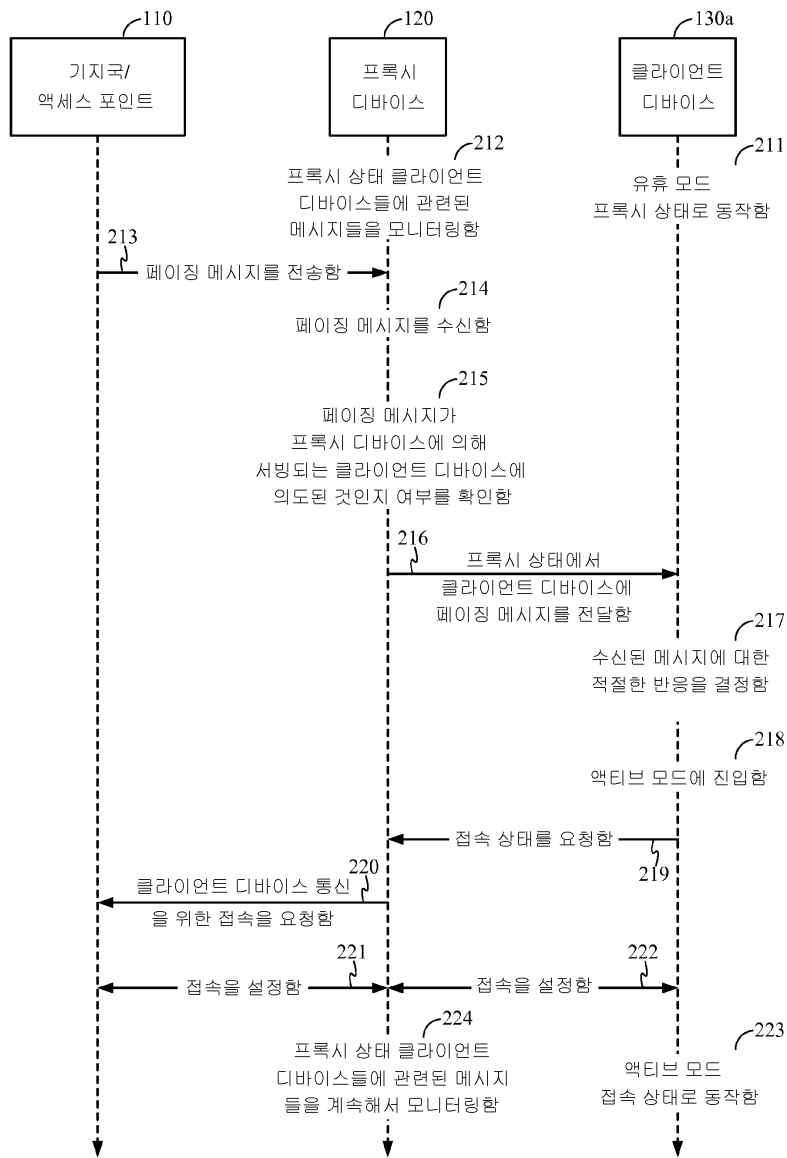 110
120
130a
기지국/
액세스 포인트
프록시
디바이스
클라이언트
디바이스
212
프록시 상태 클라이언트
디바이스들에 관련된
메시지들을 모니터링함
211
유휴 모드
프록시 상태로 동작함
213
페이징 메시지를 전송함
214
페이징 메시지를 수신함
215
페이징 메시지가
프록시 디바이스에 의해
서빙되는 클라이언트 디바이스에
의도된 것인지 여부를 확인함
216
프록시 상태에서
클라이언트 디바이스에
페이징 메시지를 전달함
217
수신된 메시지에 대한
적절한 반응을 결정함
218
액티브 모드에 진입함
접속 상태를 요청함
219
220
클라이언트 디바이스 통신
을 위한 접속을 요청함
221
접속을 설정함
222
접속을 설정함
224
프록시 상태 클라이언트
디바이스들에 관련된 메시지
들을 계속해서 모니터링함
223
액티브 모드
접속 상태로 동작함